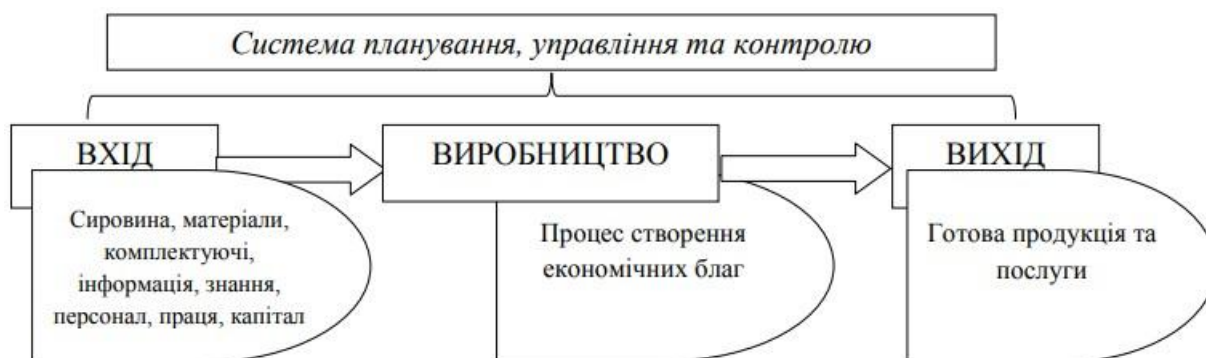 Система планування, управління та контролю
ВХІД
Сировина, матеріали,
комплектуючі,
інформація, знання,
персонал, праця, капітал
ВИРОБНИЦТВО
Процес створення
економічних благ
ВИХІД
Готова продукція та
послуги